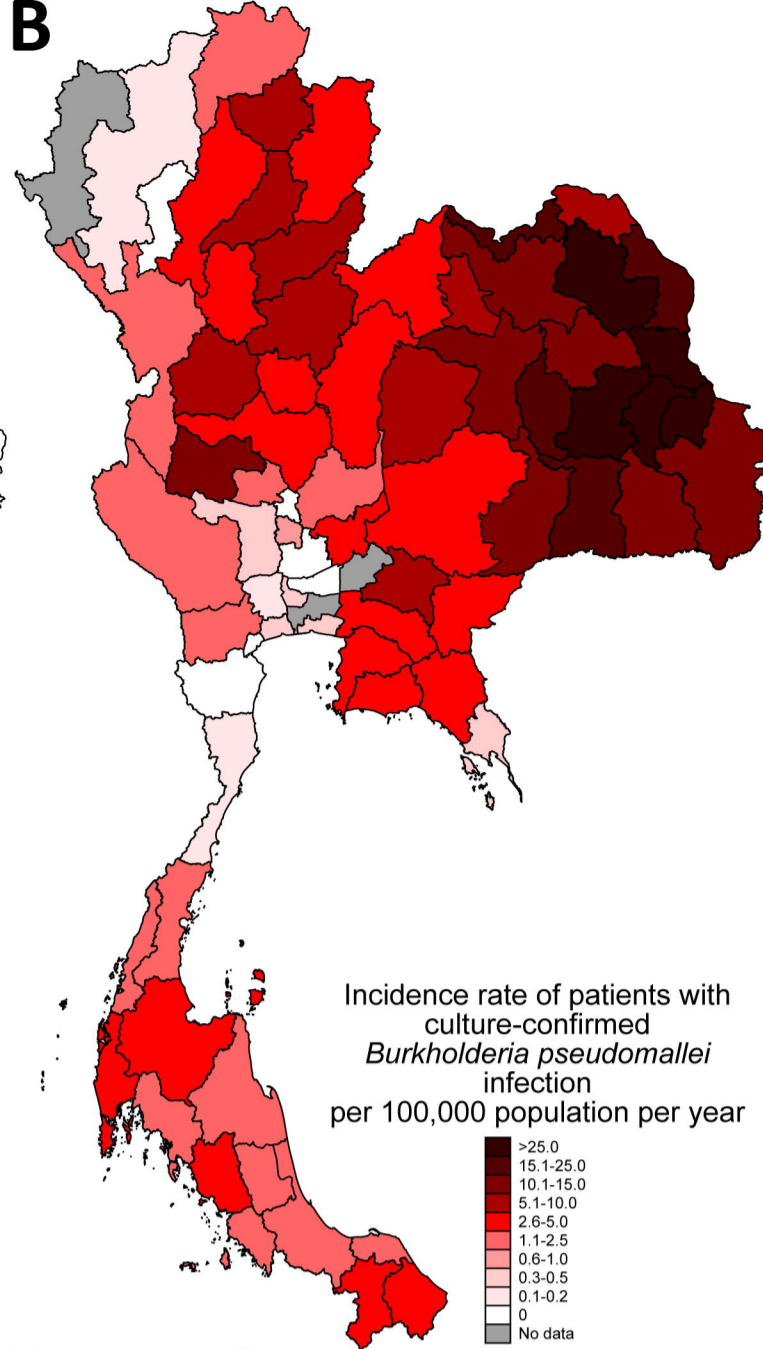 B
Incidence rate of patients with
culture-confirmed
Burkholderia pseudomallei
infection
per 100,000 population per year
>25.0
15.1-25.0
10.1-15.0
5.1-10.0
2.6-5.0
1.1-2.5
0.6-1.0
0.3-0.5
0.1-0.2
0
No data